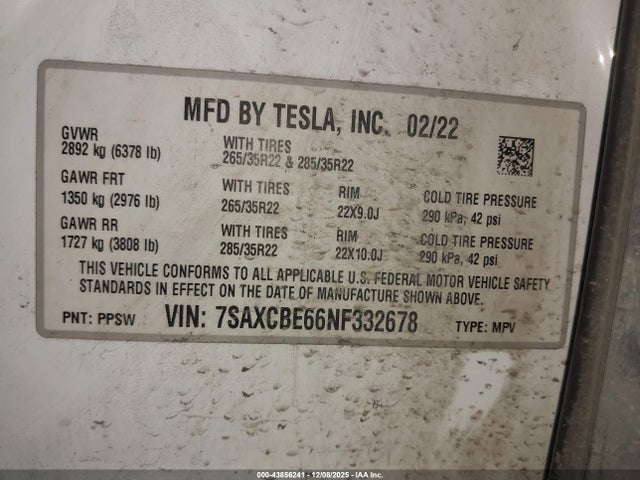 MFD BY TESLA, INC. 02/22
GVWR
2892 kg (6378 lb)
WITH TIRES
265/35R22 & 285/35R22
GAWR FRT
1350 kg (2976 lb)
WITH TIRES
265/35R22
RIM
22X9.0J
COLD TIRE PRESSURE
290 kPa, 42 psi
GAWR RR
1727 kg (3808 lb)
WITH TIRES
285/35R22
RIM
22X10.0J
COLD TIRE PRESSURE
290 kPa, 42 psi
THIS VEHICLE CONFORMS TO ALL APPLICABLE U.S. FEDERAL MOTOR VEHICLE SAFETY
STANDARDS IN EFFECT ON THE DATE OF MANUFACTURE SHOWN ABOVE.
PNT: PPSW VIN: 7SAXCBE66NF332678 TYPE: MPV
000-43856241 - 12/08/2025 - IAA Inc.